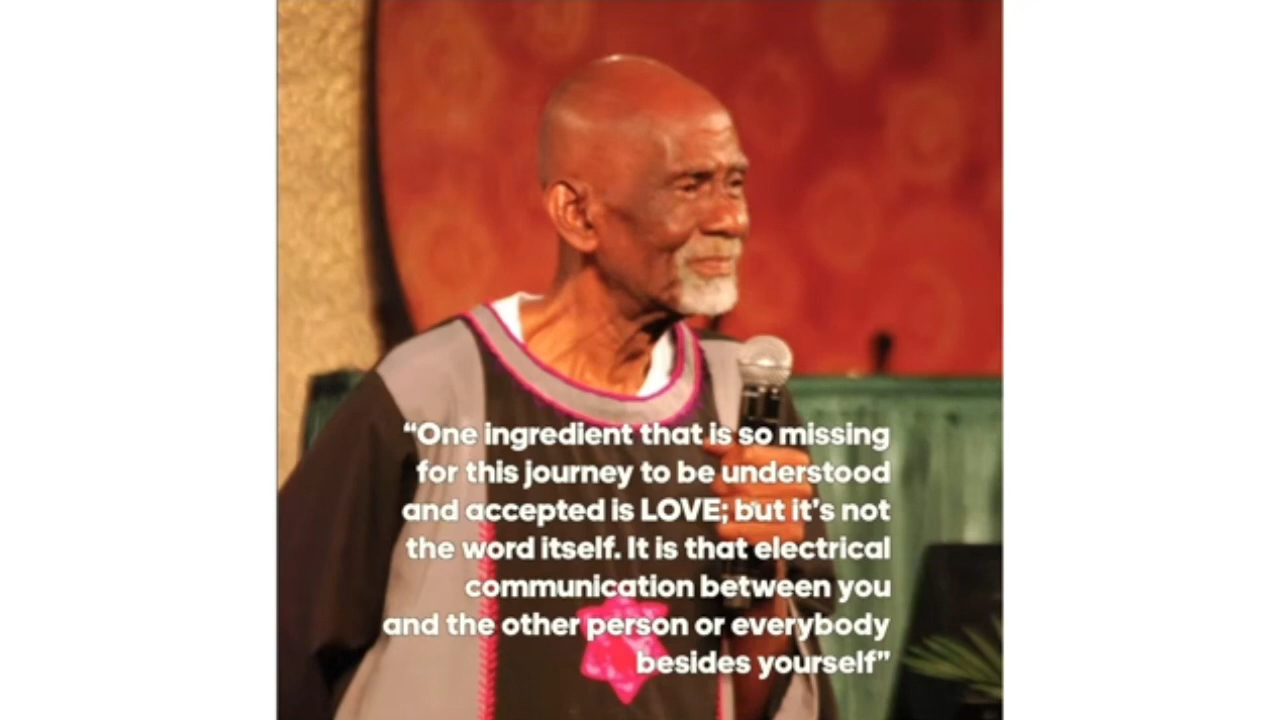 “One ingredient that is so missing
for this journey to be understood
and accepted is LOVE; but it’s not
the word itself. It is that electrical
communication between you
and the other person or everybody
besides yourself”